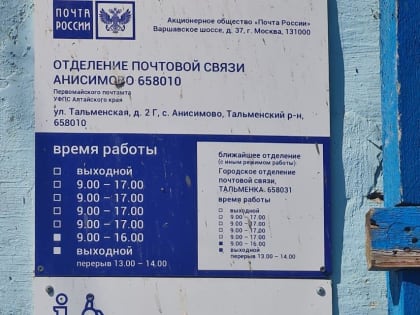 ПОЧТА
РОССИИ
Акционерное общество «Почта России»
Варшавское шоссе, д. 37, г. Москва, 131000
ОТДЕЛЕНИЕ ПОЧТОВОЙ СВЯЗИ
АНИСИМОВО 658010
Первомайского почтамта
УФПС Алтайского края
ул. Тальменская, д. 2 Г, с. Анисимово, Тальменский р-н,
658010
время работы
выходной
9.00 – 17.00
9.00 – 17.00
9.00 – 17.00
9.00 – 17.00
9.00 – 16.00
выходной
перерыв 13.00 – 14.00
ближайшее отделение
(с иным режимом работы)
Городское отделение
почтовой связи,
ТАЛЬМЕНКА: 658031
время работы
выходной
9.00 – 17.00
9.00 – 17.00
9.00 – 17.00
9.00 – 17.00
9.00 – 16.00
выходной
перерыв 13.00 – 14.00